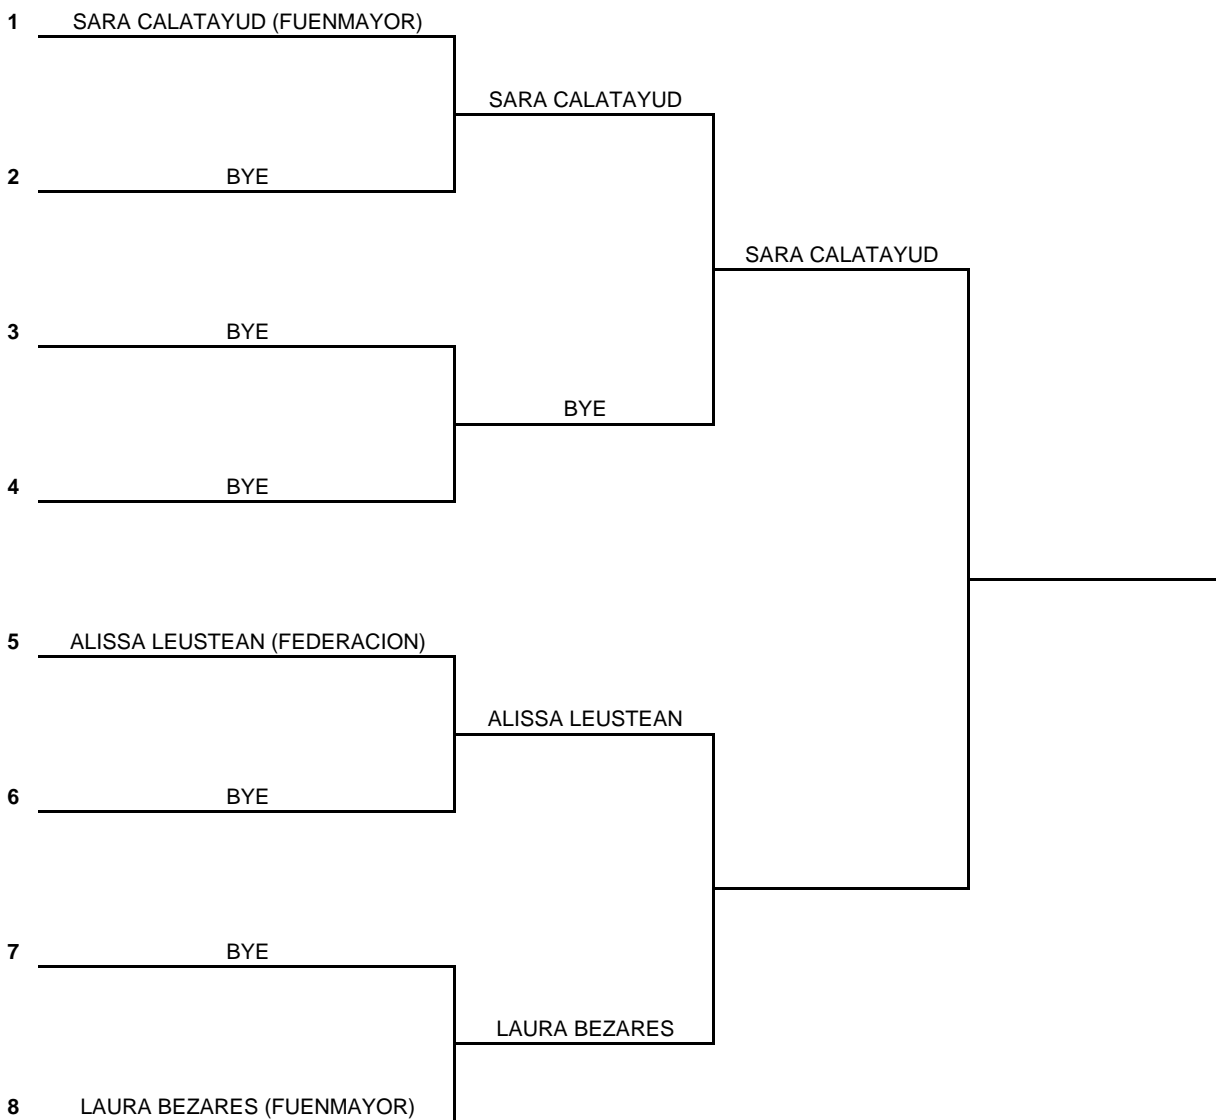 1 SARA CALATAYUD (FUENMAYOR)
SARA CALATAYUD
2 BYE
SARA CALATAYUD
3 BYE
BYE
4 BYE
5 ALISSA LEUSTEAN (FEDERACION)
ALISSA LEUSTEAN
6 BYE
7 BYE
LAURA BEZARES
8 LAURA BEZARES (FUENMAYOR)